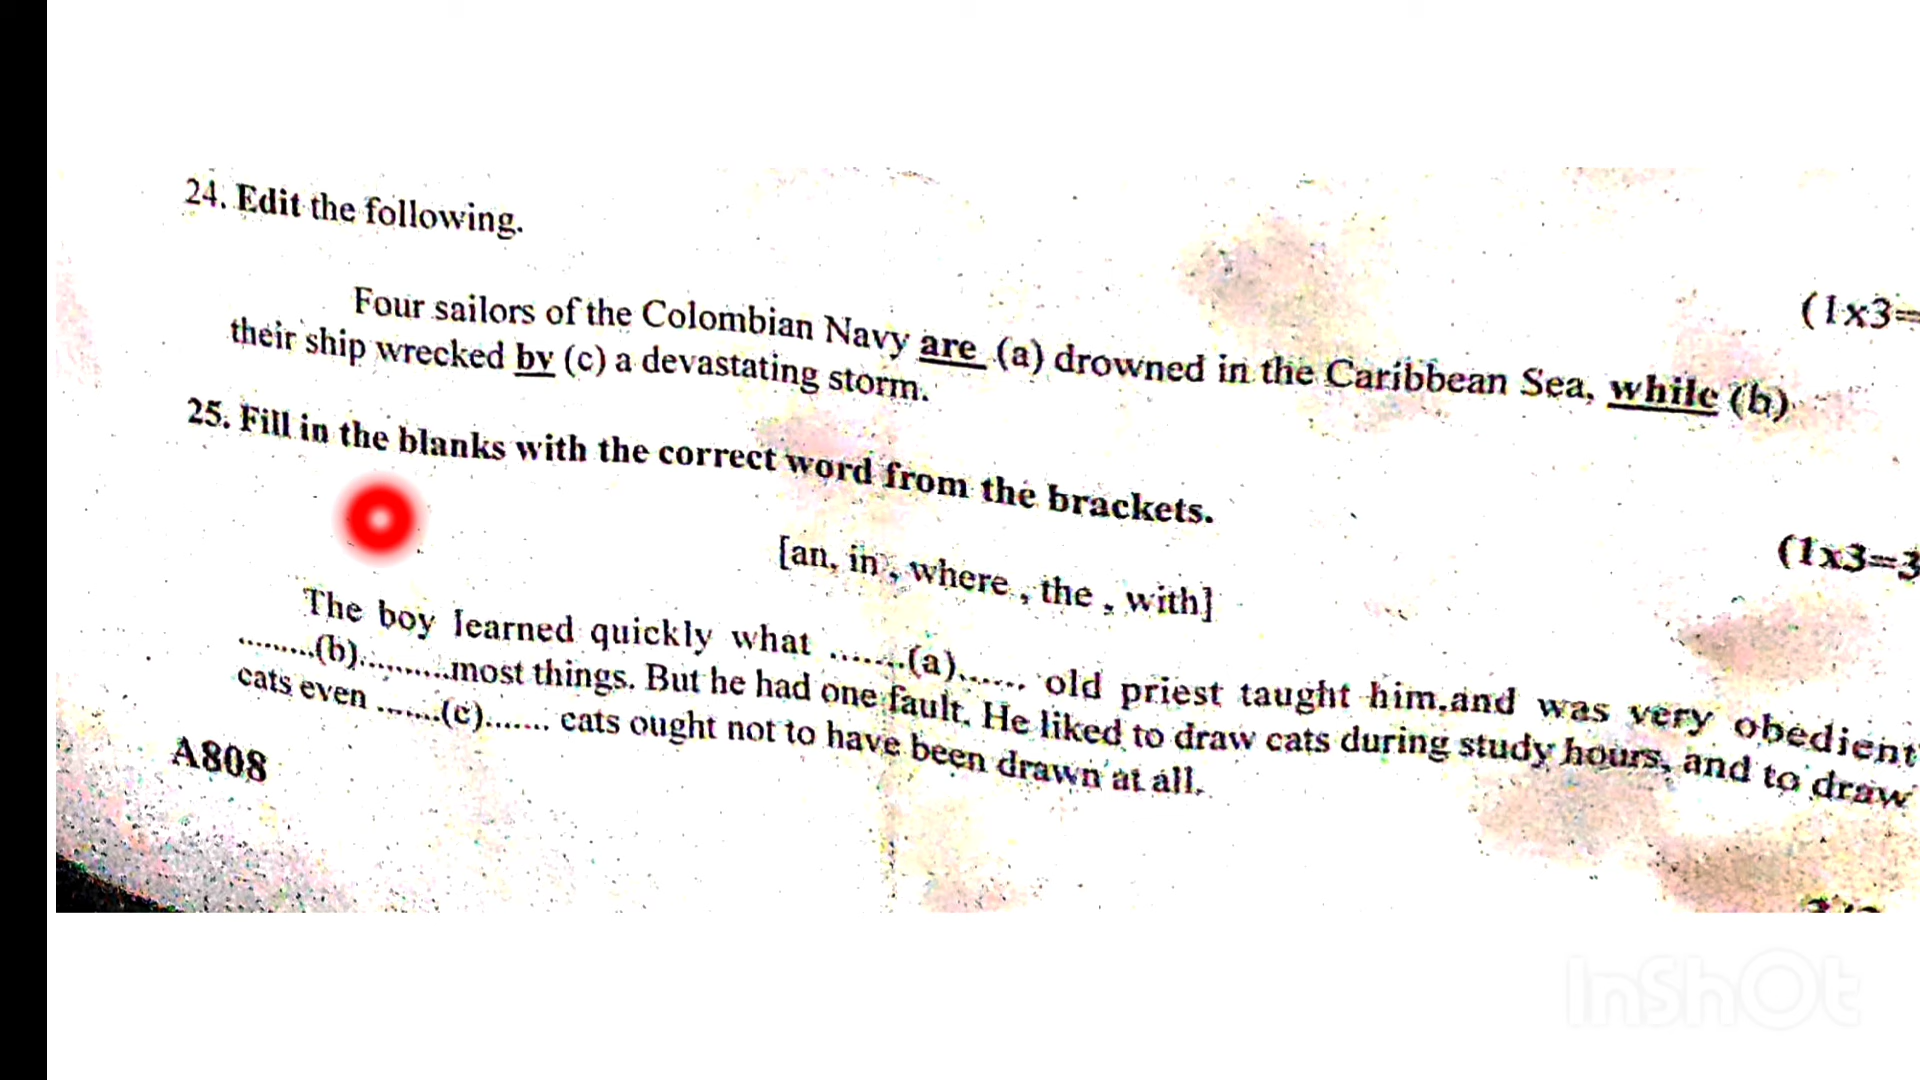 24. Edit the following.
(1x3=
Four sailors of the Colombian Navy are (a) drowned in the Caribbean Sea, while (b)
their ship wrecked by (c) a devastating storm.
25. Fill in the blanks with the correct word from the brackets.
(1x3=3
[an, in , where , the , with]
The boy learned quickly what ........(a)....... old priest taught him.and was very obedient
.........(b)..........most things. But he had one fault. He liked to draw cats during study hours, and to draw
cats even ........(c)....... cats ought not to have been drawn at all.
A808
InShOt